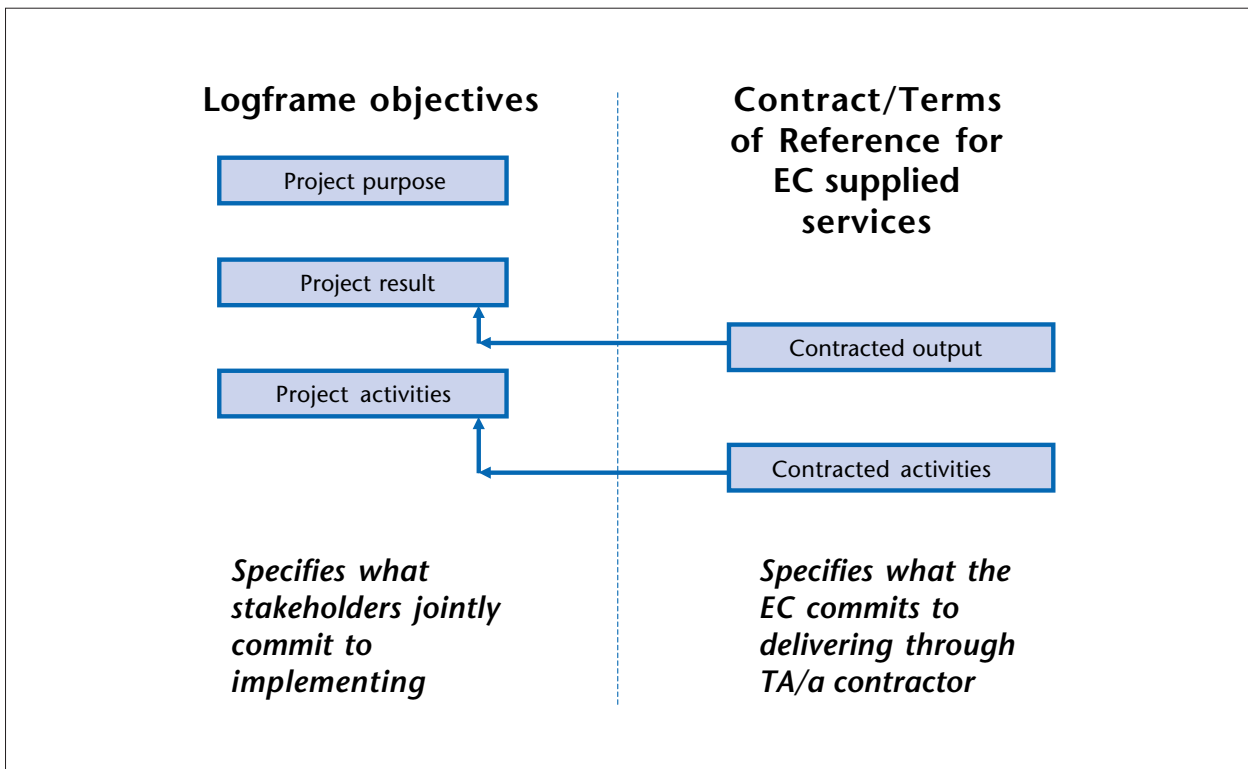 Logframe objectives
Project purpose
Project result
Project activities
Specifies what
stakeholders jointly
commit to
implementing
Contract/Terms
of Reference for
EC supplied
services
Contracted output
Contracted activities
Specifies what the
EC commits to
delivering through
TA/a contractor